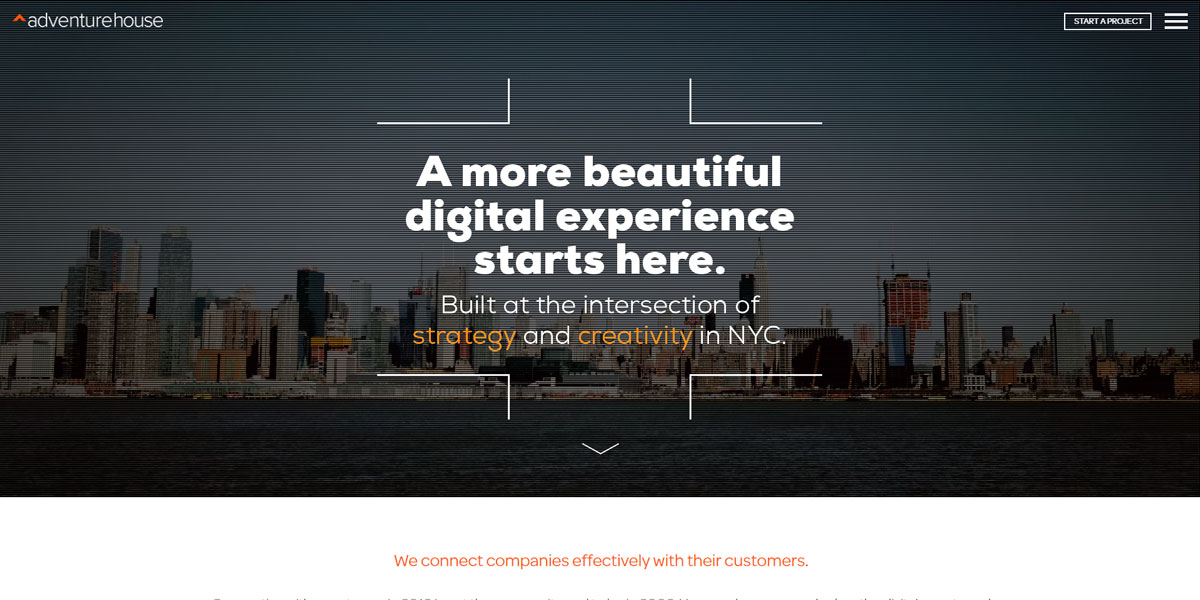 adventurehouse
START A PROJECT
A more beautiful
digital experience
starts here.
Built at the intersection of
strategy and creativity in NYC.
We connect companies effectively with their customers.